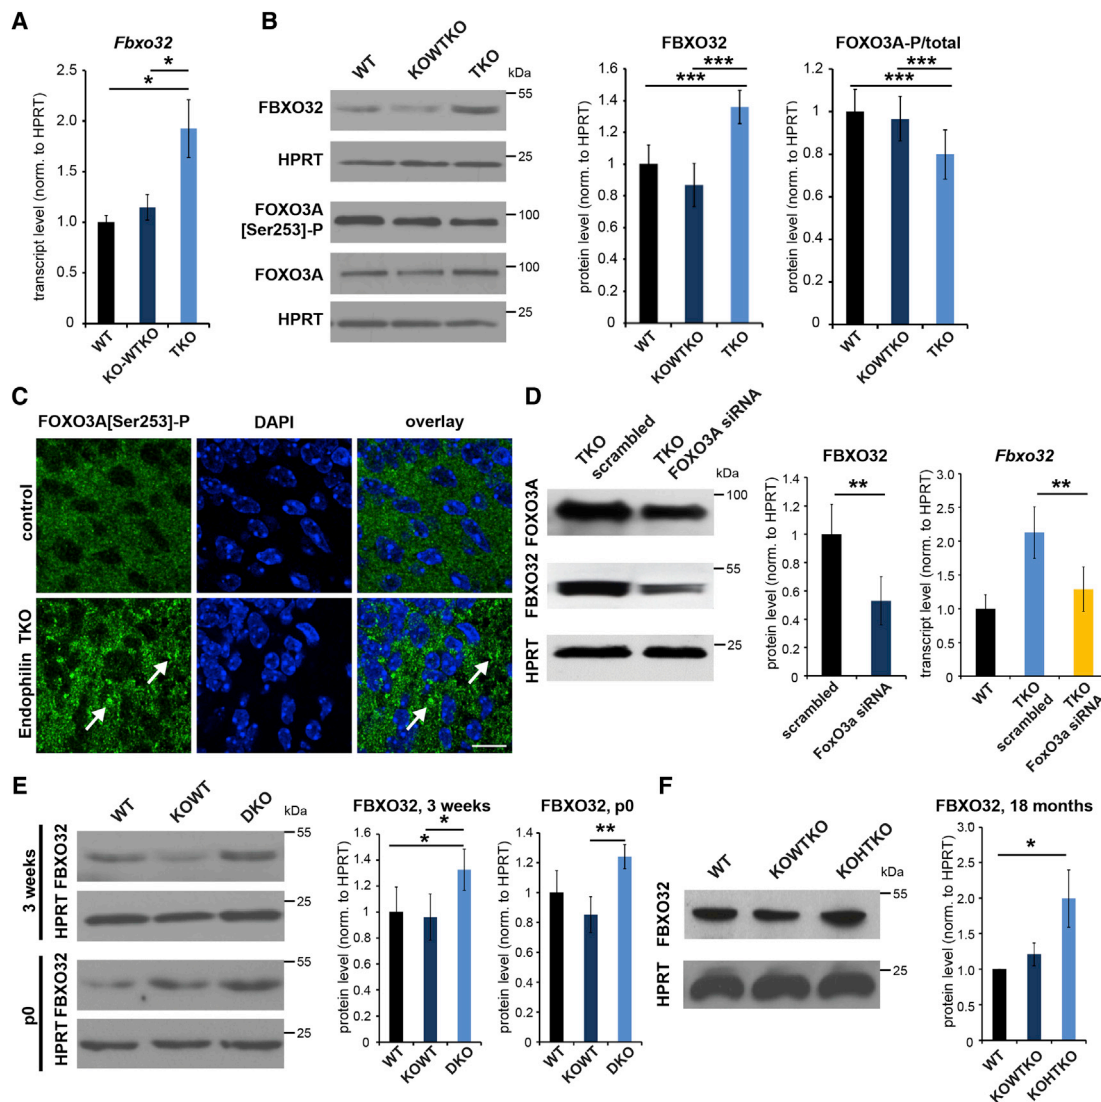 A
Fbxo32
transcript level (norm. to HPRT)
2.5
2.0
1.5
1.0
0.5
0
*
*
WT
KO-WTKO
TKO
B
WT
KOWTKO
TKO
kDa
FBXO32
55
HPRT
25
FOXO3A
[Ser253]-P
100
FOXO3A
100
HPRT
25
FBXO32
protein level (norm. to HPRT)
1.6
1.4
1.2
1
0.8
0.6
0.4
0.2
0
***
***
WT
KOWTKO
TKO
FOXO3A-P/total
protein level (norm. to HPRT)
1.2
1
0.8
0.6
0.4
0.2
0
***
***
WT
KOWTKO
TKO
C
FOXO3A[Ser253]-P
DAPI
overlay
control
Endophilin TKO
D
TKO
scrambled
TKO
FOXO3A siRNA
kDa
FOXO3A
100
FBXO32
55
HPRT
25
FBXO32
protein level (norm. to HPRT)
1.4
1.2
1
0.8
0.6
0.4
0.2
0
**
scrambled
FoxO3a siRNA
Fbxo32
transcript level (norm. to HPRT)
3.0
2.5
2.0
1.5
1.0
0.5
0
**
WT
TKO
scrambled
TKO
FoxO3a siRNA
E
WT
KOWT
DKO
kDa
3 weeks
FBXO32
55
HPRT
25
p0
FBXO32
55
HPRT
25
FBXO32, 3 weeks
protein level (norm. to HPRT)
1.6
1.4
1.2
1
0.8
0.6
0.4
0.2
0
*
*
WT
KOWT
DKO
FBXO32, p0
protein level (norm. to HPRT)
1.4
1.2
1
0.8
0.6
0.4
0.2
0
**
WT
KOWT
DKO
F
WT
KOWTKO
KOHTKO
kDa
FBXO32
55
HPRT
25
FBXO32, 18 months
protein level (norm. to HPRT)
3.0
2.5
2.0
1.5
1.0
0.5
0
*
WT
KOWTKO
KOHTKO